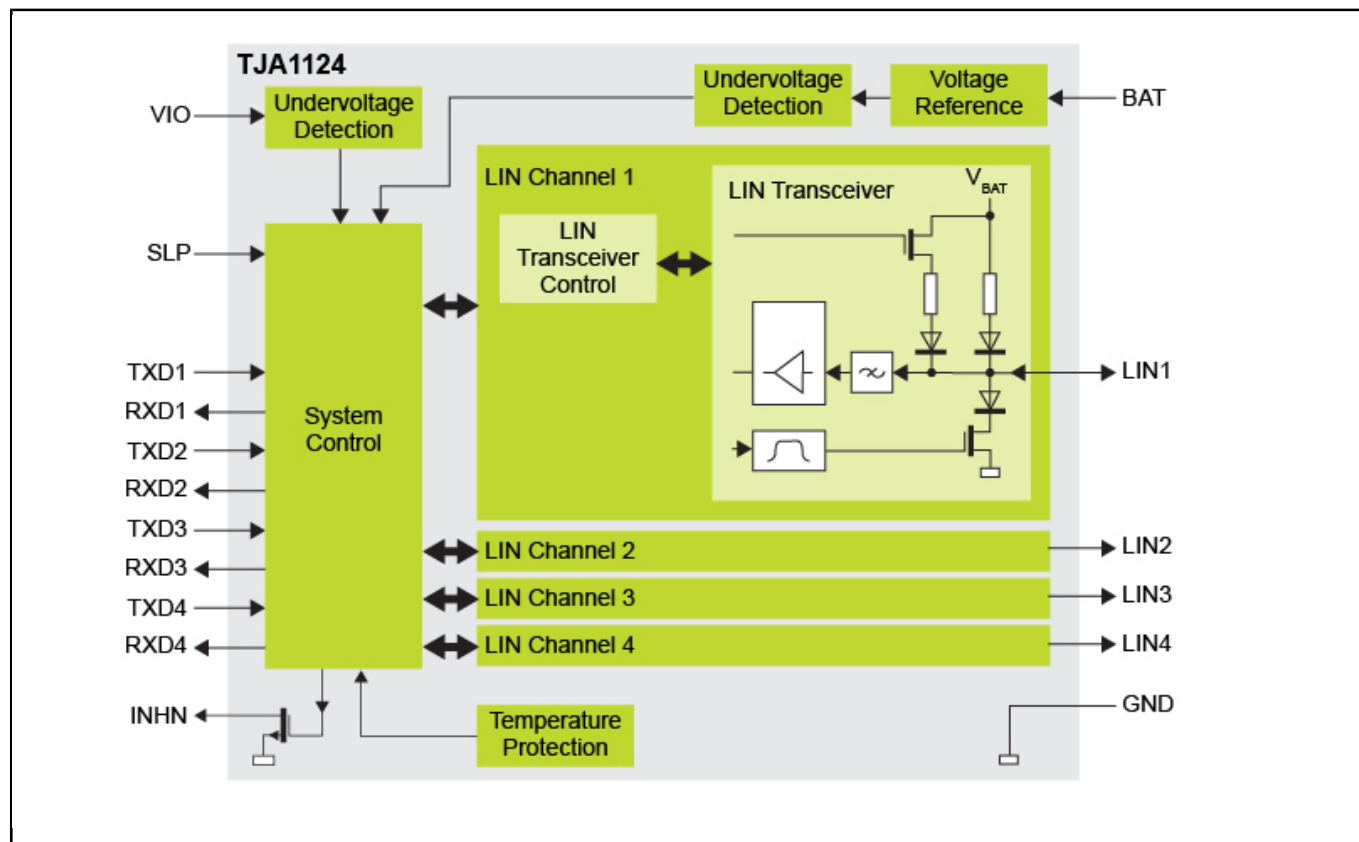 TJA1124
VIO
Undervoltage
Detection
Undervoltage
Detection
Voltage
Reference
BAT
LIN Channel 1
LIN Transceiver
VBAT
LIN
Transceiver
Control
SLP
TXD1
RXD1
TXD2
RXD2
TXD3
RXD3
TXD4
RXD4
System
Control
LIN1
LIN Channel 2
LIN2
LIN Channel 3
LIN3
LIN Channel 4
LIN4
INHN
Temperature
Protection
GND